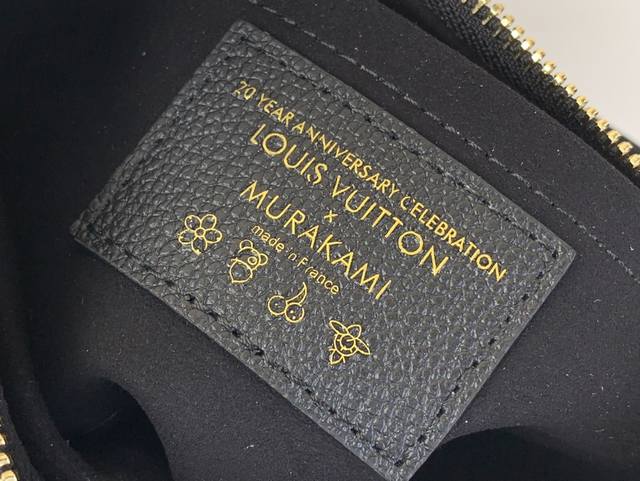 20 YEAR ANNIVERSARY CELEBRATION
LOUIS VUITTON
×
MURAKAMI
made in France